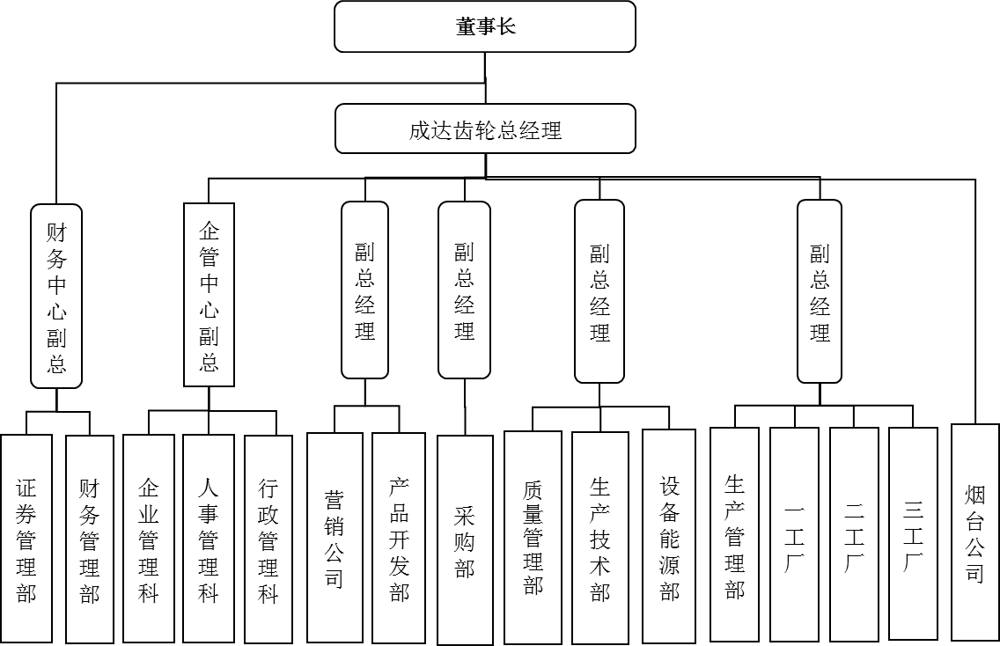 董事长
成达齿轮总经理
财务中心副总
企管中心副总
副总经理
副总经理
副总经理
副总经理
证券管理部
财务管理部
企业管理科
人事管理科
行政管理科
营销公司
产品开发部
采购部
质量管理部
生产技术部
设备能源部
生产管理部
一工厂
二工厂
三工厂
烟台公司